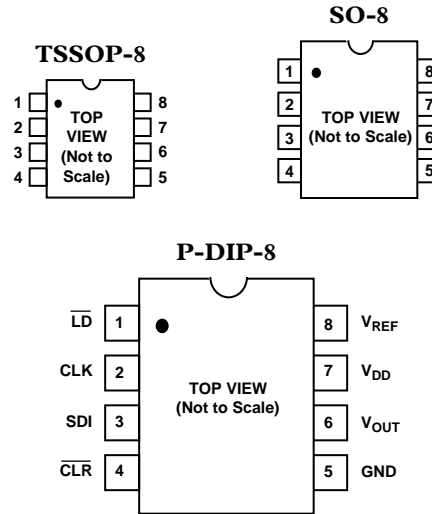 SO-8
TSSOP-8
1 8
2 7
3 6
4 5
TOP VIEW
(Not to Scale)
1 8
2 7
3 6
4 5
TOP
VIEW
(Not to
Scale)
P-DIP-8
L̅D̅ 1 8 VREF
CLK 2 7 VDD
SDI 3 6 VOUT
C̅L̅R̅ 4 5 GND
TOP VIEW
(Not to Scale)